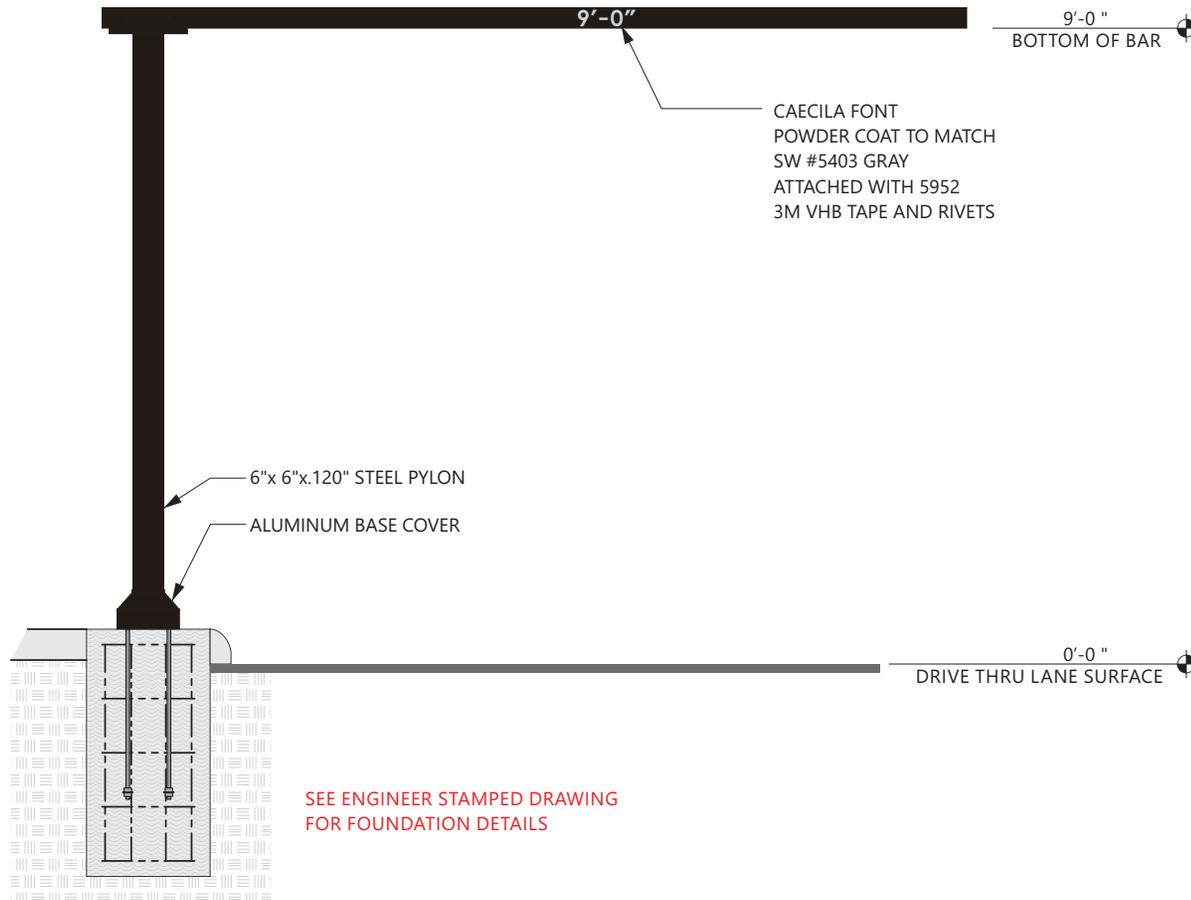 9'-0”
9'-0 "
BOTTOM OF BAR
CAECILA FONT
POWDER COAT TO MATCH
SW #5403 GRAY
ATTACHED WITH 5952
3M VHB TAPE AND RIVETS
6"x 6"x.120" STEEL PYLON
ALUMINUM BASE COVER
0'-0 "
DRIVE THRU LANE SURFACE
SEE ENGINEER STAMPED DRAWING
FOR FOUNDATION DETAILS